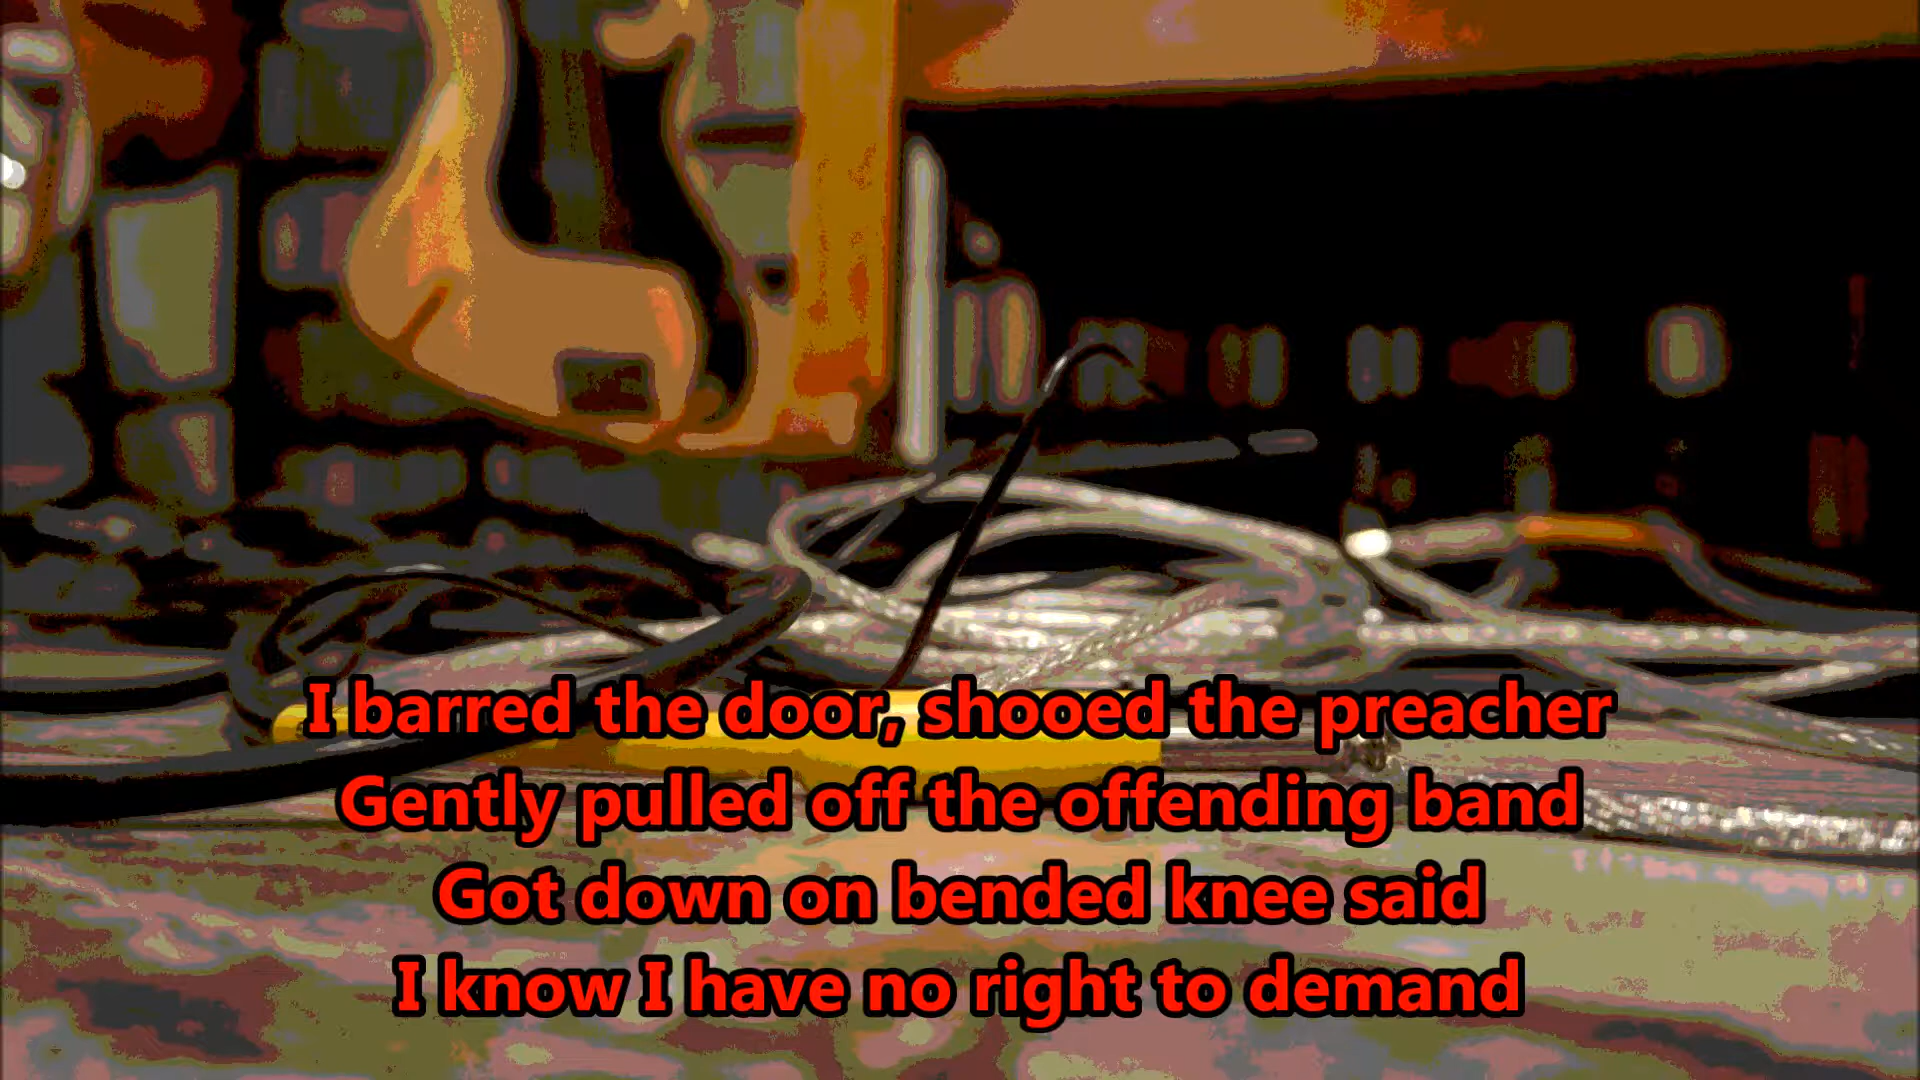 I barred the door, shooed the preacher
Gently pulled off the offending band
Got down on bended knee said
I know I have no right to demand